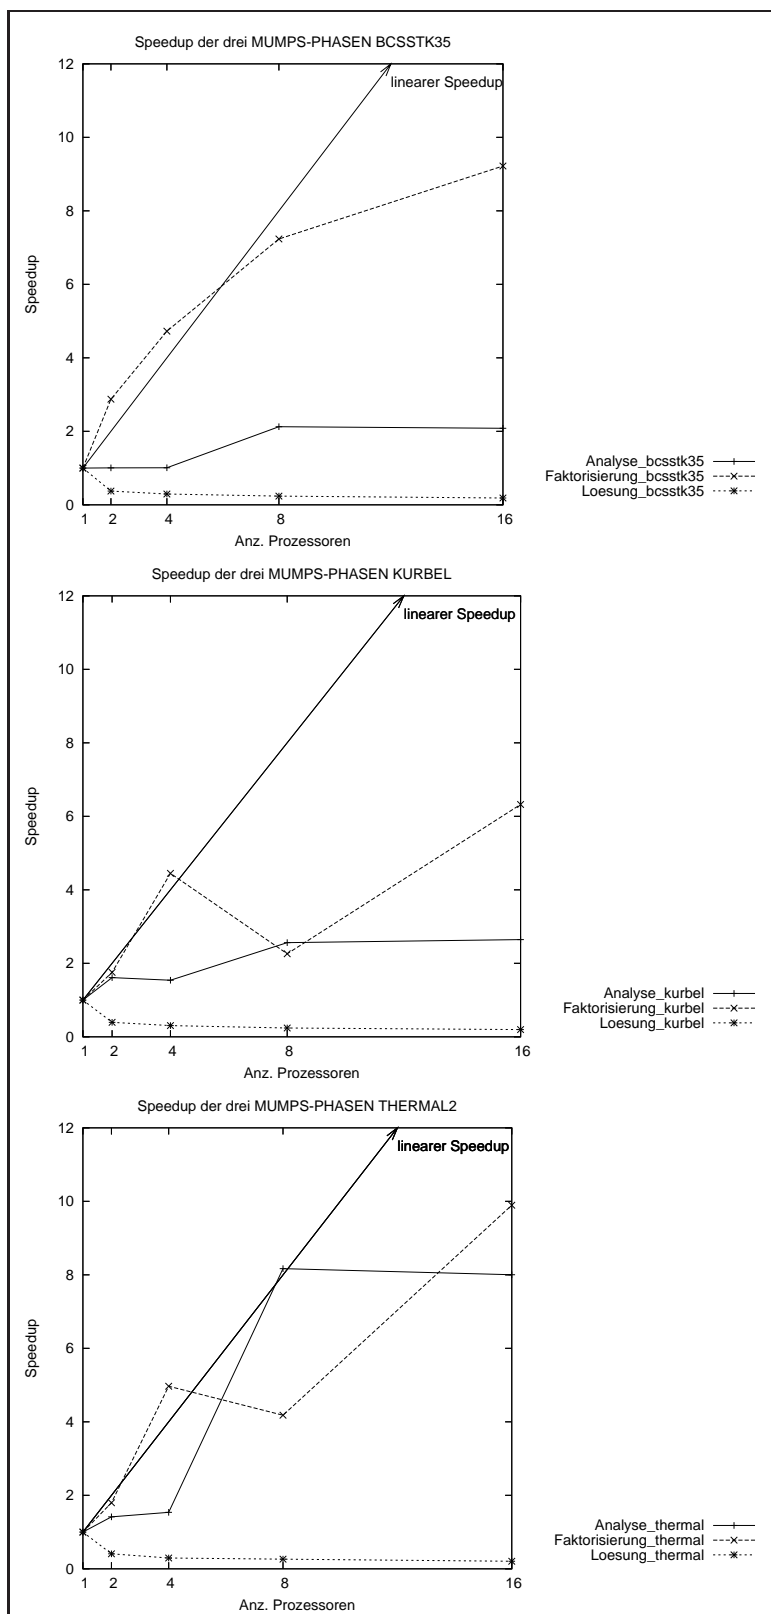 Speedup der drei MUMPS-PHASEN BCSSTK35
12
linearer Speedup
10
8
6
4
2
0
Speedup
1 2 4 8 16
Anz. Prozessoren
Analyse_bcsstk35
Faktorisierung_bcsstk35
Loesung_bcsstk35
Speedup der drei MUMPS-PHASEN KURBEL
12
linearer Speedup
10
8
6
4
2
0
Speedup
1 2 4 8 16
Anz. Prozessoren
Analyse_kurbel
Faktorisierung_kurbel
Loesung_kurbel
Speedup der drei MUMPS-PHASEN THERMAL2
12
linearer Speedup
10
8
6
4
2
0
Speedup
1 2 4 8 16
Anz. Prozessoren
Analyse_thermal
Faktorisierung_thermal
Loesung_thermal